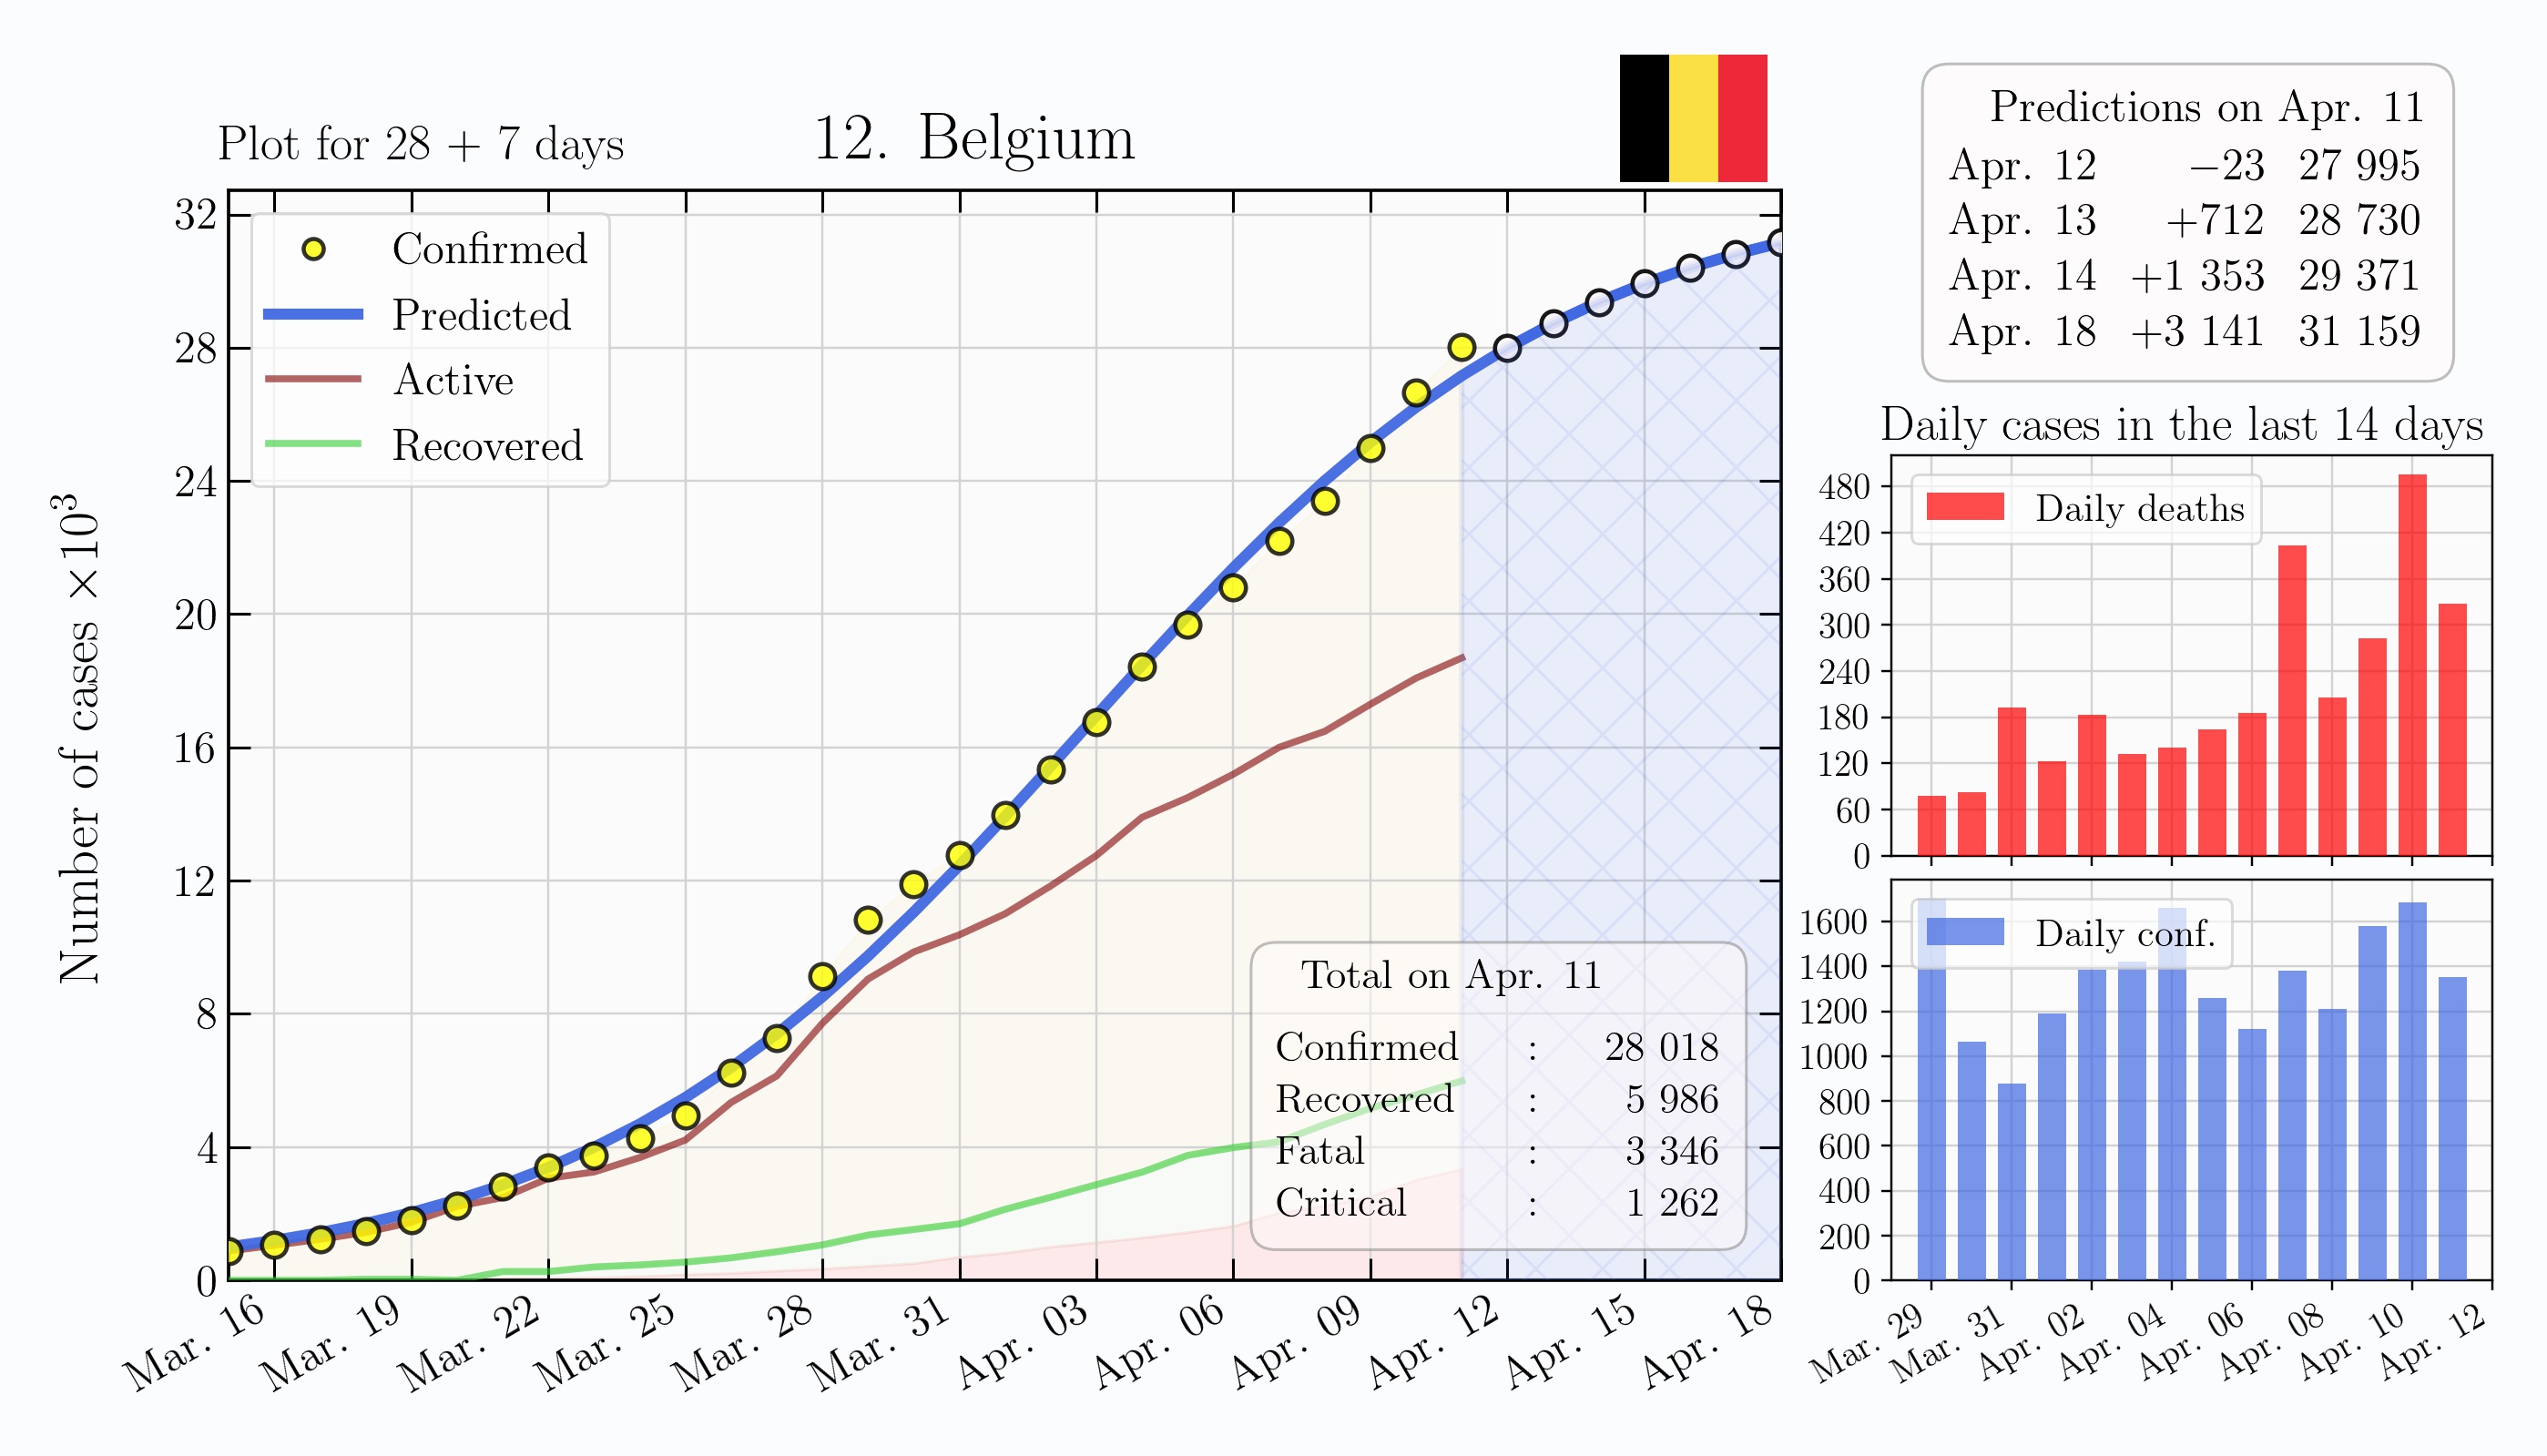 Plot for 28 + 7 days
12. Belgium
Number of cases ×10³
32
28
24
20
16
12
8
4
0
Confirmed
Predicted
Active
Recovered
Total on Apr. 11
Confirmed : 28 018
Recovered : 5 986
Fatal : 3 346
Critical : 1 262
Mar. 16
Mar. 19
Mar. 22
Mar. 25
Mar. 28
Mar. 31
Apr. 03
Apr. 06
Apr. 09
Apr. 12
Apr. 15
Apr. 18
Predictions on Apr. 11
Apr. 12 −23 27 995
Apr. 13 +712 28 730
Apr. 14 +1 353 29 371
Apr. 18 +3 141 31 159
Daily cases in the last 14 days
480
420
360
300
240
180
120
60
0
Daily deaths
1600
1400
1200
1000
800
600
400
200
0
Daily conf.
Mar. 29
Mar. 31
Apr. 02
Apr. 04
Apr. 06
Apr. 08
Apr. 10
Apr. 12